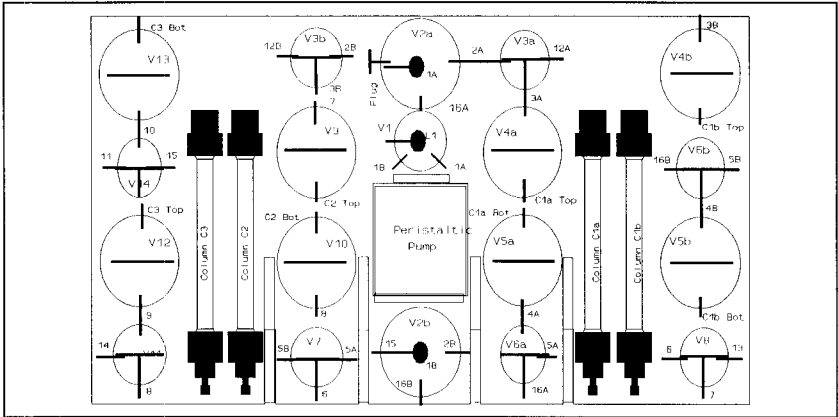 C3 Bot
V13
10
11
15
V14
C3 Top
V12
9
14
8
Column C3
Column C2
V3b
12B
2B
3B
7
V9
C2 Top
C2 Bot
V10
8
V7
5B
5A
6
V2a
1A
Plug
16A
2A
V1
1B
1A
Peristaltic
Pump
V2b
15
2B
1B
16B
V3a
12A
3A
V4a
C1a Top
C1a Bot
V5a
4A
V6a
5A
16A
Column C1a
Column C1b
3B
V4b
C1b Top
V6b
16B
5B
4B
V5b
C1b Bot
V8
6
13
7